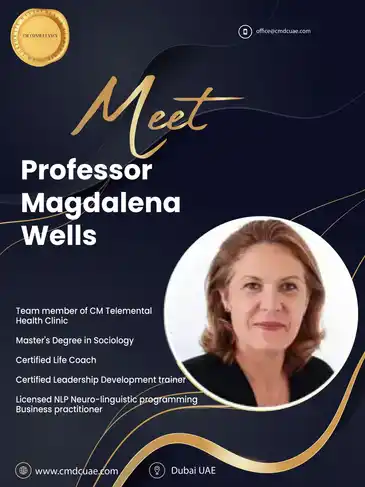 office@cmdcuae.com
Meet
Professor
Magdalena
Wells
Team member of CM Telemental
Health Clinic
Master's Degree in Sociology
Certified Life Coach
Certified Leadership Development trainer
Licensed NLP Neuro-linguistic programming
Business practitioner
www.cmdcuae.com
Dubai UAE